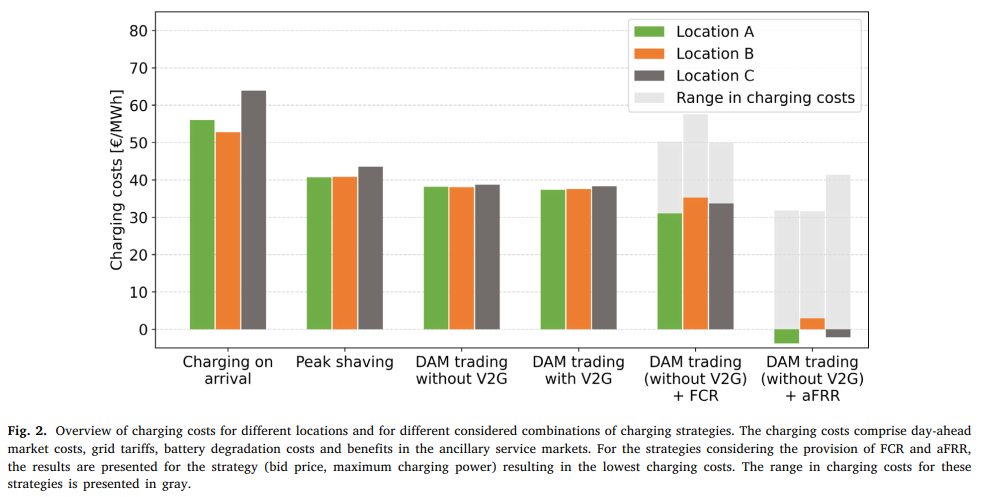 80
70
60
50
40
30
20
10
0
Charging costs [€/MWh]
Location A
Location B
Location C
Range in charging costs
Charging on
arrival
Peak shaving
DAM trading
without V2G
DAM trading
with V2G
DAM trading
(without V2G)
+ FCR
DAM trading
(without V2G)
+ aFRR
Fig. 2. Overview of charging costs for different locations and for different considered combinations of charging strategies. The charging costs comprise day-ahead
market costs, grid tariffs, battery degradation costs and benefits in the ancillary service markets. For the strategies considering the provision of FCR and aFRR,
the results are presented for the strategy (bid price, maximum charging power) resulting in the lowest charging costs. The range in charging costs for these
strategies is presented in gray.